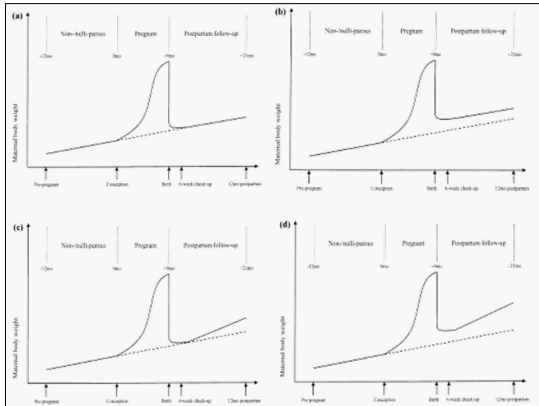 (a)
Non-/nulli-parous
Pregnant
Postpartum follow-up
-12mo
0mo
~9mo
~21mo
Maternal body weight
Pre-pregnant
Conception
Birth
6-week check-up
12mo postpartum
(b)
Non-/nulli-parous
Pregnant
Postpartum follow-up
-12mo
0mo
~9mo
~21mo
Maternal body weight
Pre-pregnant
Conception
Birth
6-week check-up
12mo postpartum
(c)
Non-/nulli-parous
Pregnant
Postpartum follow-up
-12mo
0mo
~9mo
~21mo
Maternal body weight
Pre-pregnant
Conception
Birth
6-week check-up
12mo postpartum
(d)
Non-/nulli-parous
Pregnant
Postpartum follow-up
-12mo
0mo
~9mo
~21mo
Maternal body weight
Pre-pregnant
Conception
Birth
6-week check-up
12mo postpartum